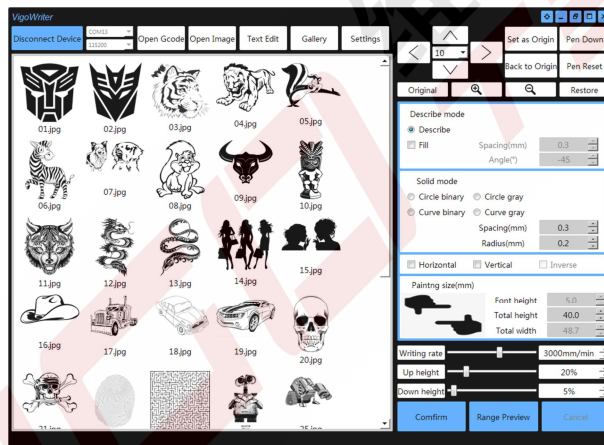 VigoWriter
Disconnect Device
COM13
115200
Open Gcode
Open Image
Text Edit
Gallery
Settings
10
Set as Origin
Pen Down
Back to Origin
Pen Reset
Original
Restore
01.jpg
02.jpg
03.jpg
04.jpg
05.jpg
06.jpg
07.jpg
08.jpg
09.jpg
10.jpg
11.jpg
12.jpg
13.jpg
14.jpg
15.jpg
16.jpg
17.jpg
18.jpg
19.jpg
20.jpg
21.jpg
25.jpg
Describe mode
Describe
Fill
Spacing(mm)
0.3
Angle(°)
-45
Solid mode
Circle binary
Circle gray
Curve binary
Curve gray
Spacing(mm)
0.3
Radius(mm)
0.2
Horizontal
Vertical
Inverse
Paintng size(mm)
Font height
5.0
Total height
40.0
Total width
48.7
Writing rate
3000mm/min
Up height
20%
Down height
5%
Comfirm
Range Preview
Cancel